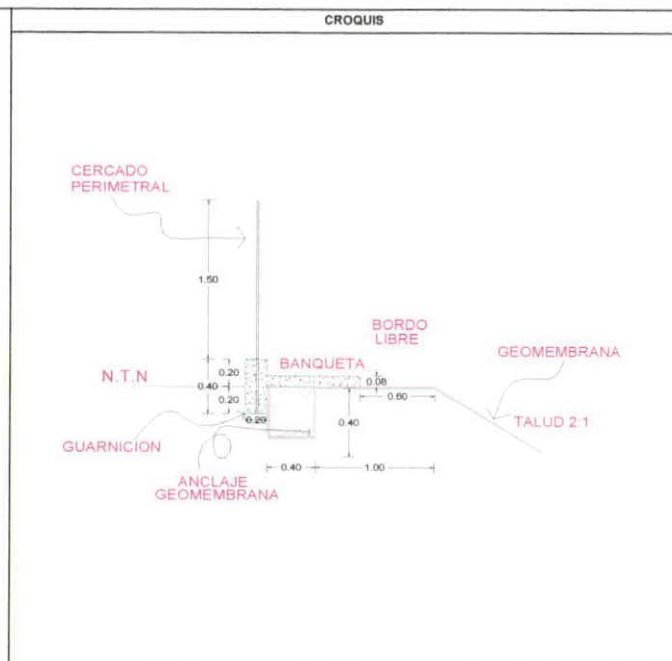 CROQUIS
CERCADO
PERIMETRAL
1.50
BORDO
LIBRE
GEOMEMBRANA
BANQUETA
0.20
N.T.N
0.40
0.08
0.60
0.20
0.20
TALUD 2:1
0.40
GUARNICION
0.40
1.00
ANCLAJE
GEOMEMBRANA